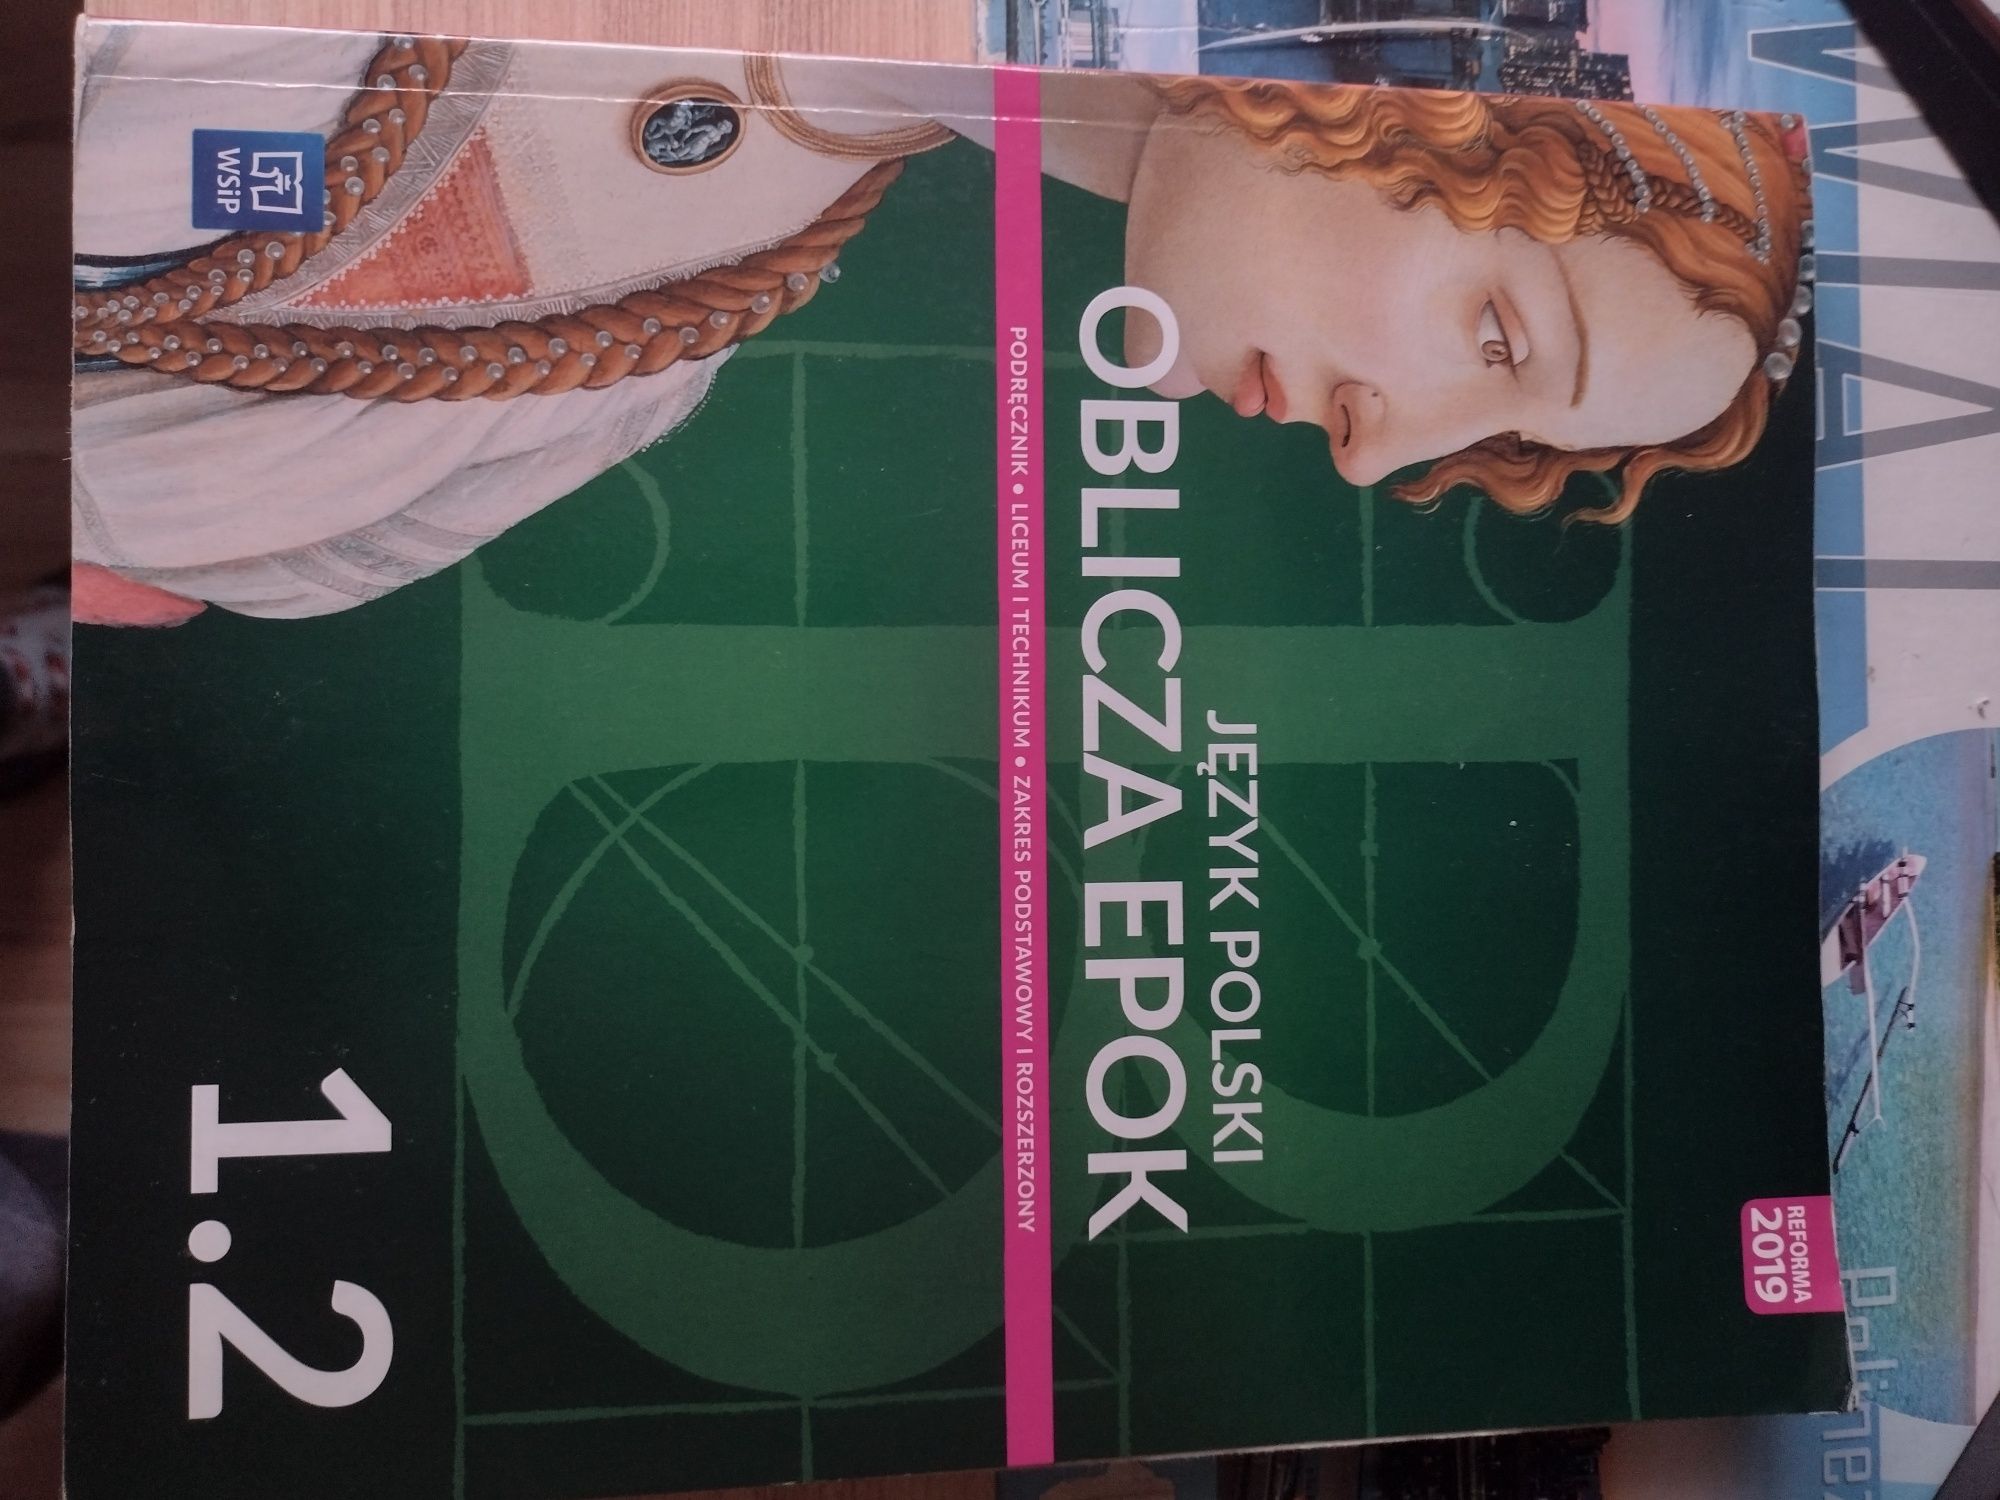 REFORMA
2019
JĘZYK POLSKI
OBLICZA EPOK
PODRĘCZNIK • LICEUM I TECHNIKUM • ZAKRES PODSTAWOWY I ROZSZERZONY
WSiP
1.2